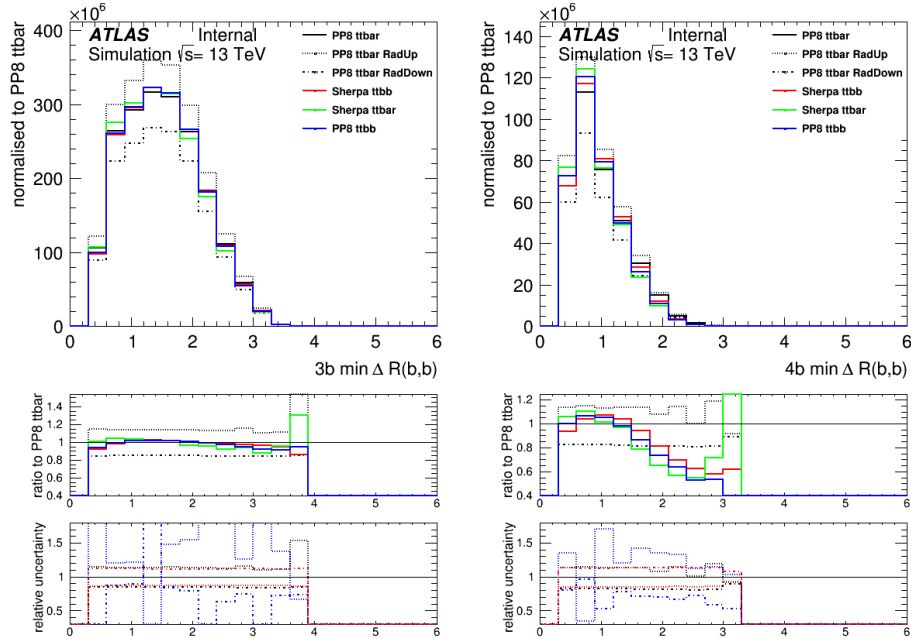 ×10⁶
ATLAS Internal
Simulation √s= 13 TeV
normalised to PP8 ttbar
400
300
200
100
0
PP8 ttbar
PP8 ttbar RadUp
PP8 ttbar RadDown
Sherpa ttbb
Sherpa ttbar
PP8 ttbb
0 1 2 3 4 5 6
3b min Δ R(b,b)
ratio to PP8 ttbar
1.4
1.2
1
0.8
0.6
0.4
0 1 2 3 4 5 6
relative uncertainty
1.5
1
0.5
0 1 2 3 4 5 6
×10⁶
ATLAS Internal
Simulation √s= 13 TeV
normalised to PP8 ttbar
140
120
100
80
60
40
20
0
PP8 ttbar
PP8 ttbar RadUp
PP8 ttbar RadDown
Sherpa ttbb
Sherpa ttbar
PP8 ttbb
0 1 2 3 4 5 6
4b min Δ R(b,b)
ratio to PP8 ttbar
1.2
1
0.8
0.6
0.4
0 1 2 3 4 5 6
relative uncertainty
1.5
1
0.5
0 1 2 3 4 5 6